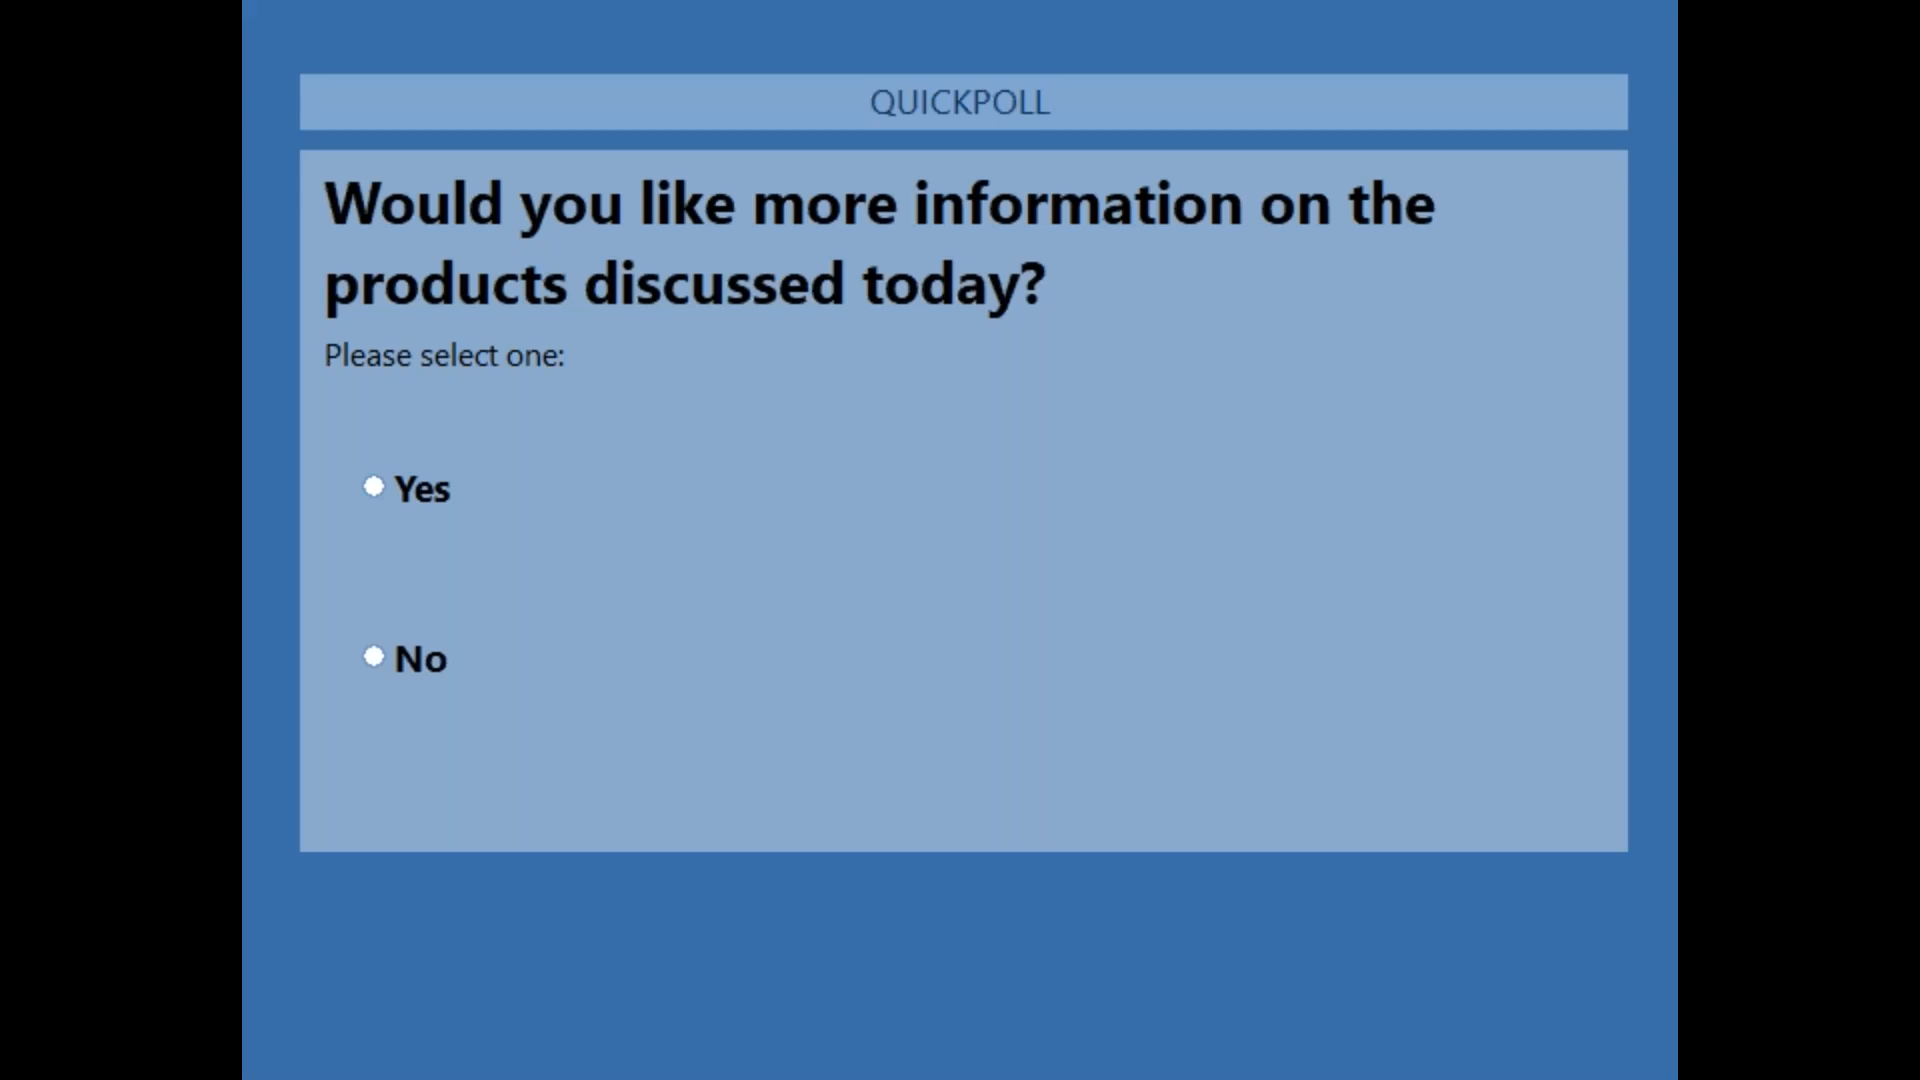 QUICKPOLL
Would you like more information on the
products discussed today?
Please select one:
Yes
No